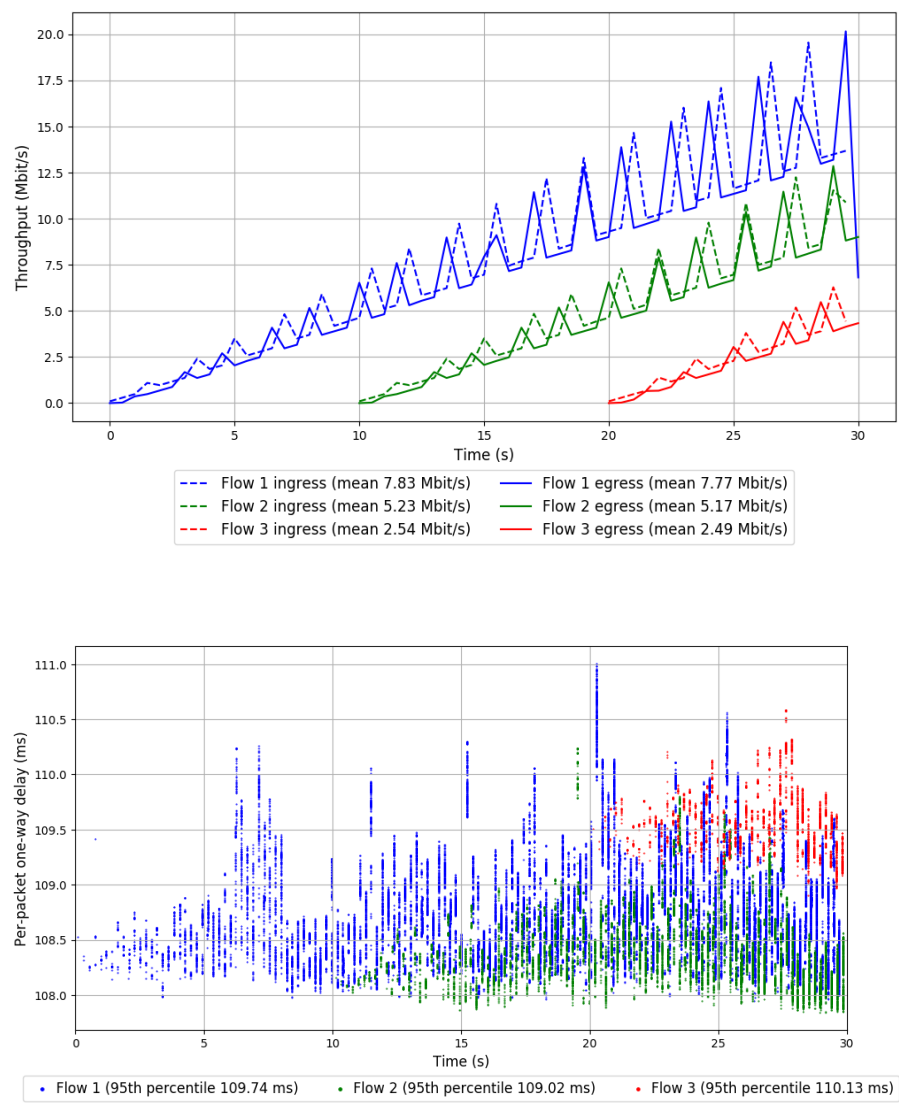 20.0
17.5
15.0
12.5
10.0
7.5
5.0
2.5
0.0
Throughput (Mbit/s)
0 5 10 15 20 25 30
Time (s)
Flow 1 ingress (mean 7.83 Mbit/s) Flow 1 egress (mean 7.77 Mbit/s)
Flow 2 ingress (mean 5.23 Mbit/s) Flow 2 egress (mean 5.17 Mbit/s)
Flow 3 ingress (mean 2.54 Mbit/s) Flow 3 egress (mean 2.49 Mbit/s)
111.0
110.5
110.0
109.5
109.0
108.5
108.0
Per-packet one-way delay (ms)
0 5 10 15 20 25 30
Time (s)
Flow 1 (95th percentile 109.74 ms) Flow 2 (95th percentile 109.02 ms) Flow 3 (95th percentile 110.13 ms)